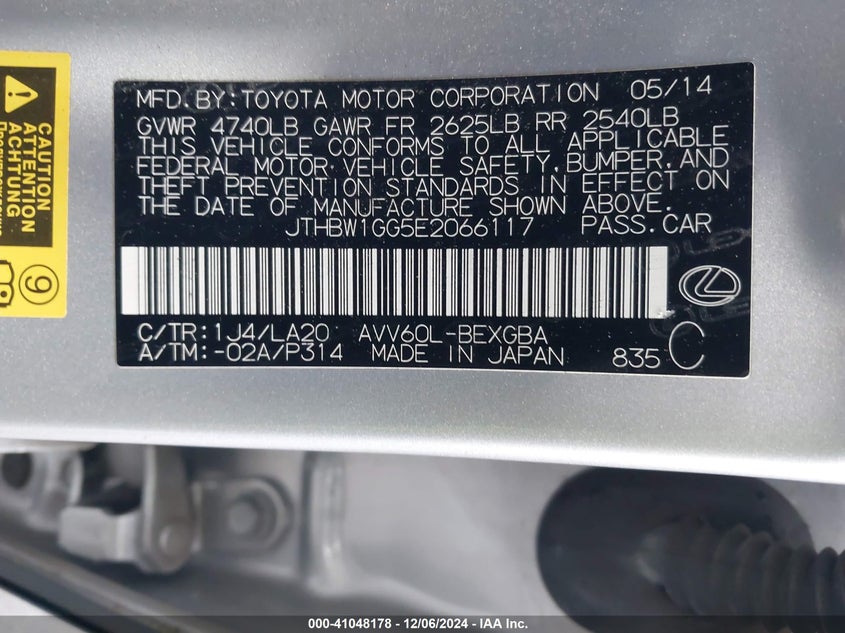 MFD.BY:TOYOTA MOTOR CORPORATION 05/14
GVWR 4740LB GAWR FR 2625LB RR 2540LB
THIS VEHICLE CONFORMS TO ALL APPLICABLE
FEDERAL MOTOR VEHICLE SAFETY,BUMPER,AND
THEFT PREVENTION STANDARDS IN EFFECT ON
THE DATE OF MANUFACTURE SHOWN ABOVE.
JTHBW1GG5E2066117 PASS.CAR
C/TR:1J4/LA20 AVV60L-BEXGBA
A/TM:-02A/P314 MADE IN JAPAN 835 C
CAUTION
ATTENTION
ACHTUNG
9
000-41048178 - 12/06/2024 - IAA Inc.